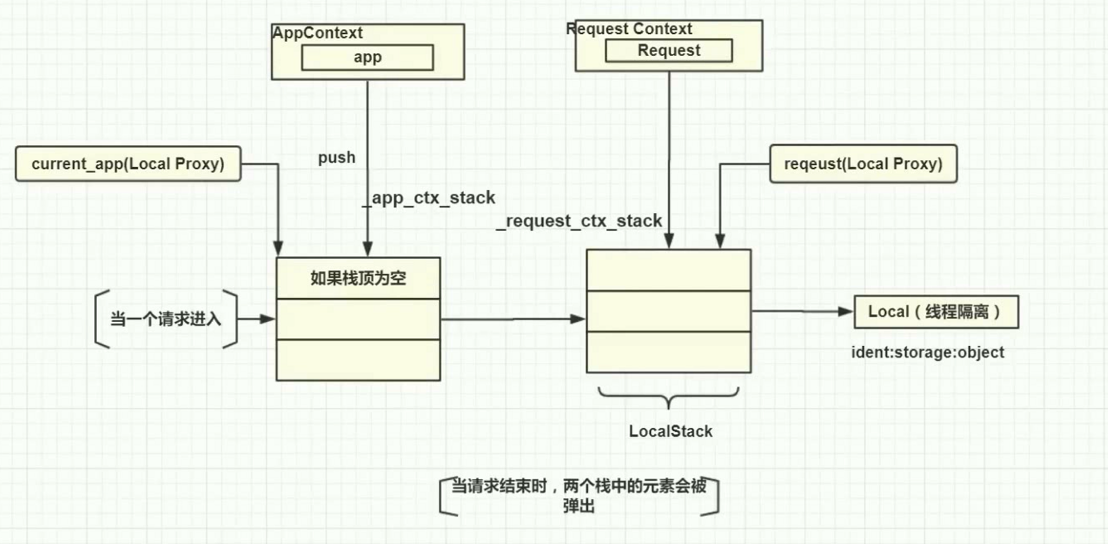 AppContext
app
Request Context
Request
current_app(Local Proxy)
push
reqeust(Local Proxy)
_app_ctx_stack
_request_ctx_stack
如果栈顶为空
当一个请求进入
Local（线程隔离）
ident:storage:object
LocalStack
当请求结束时，两个栈中的元素会被
弹出